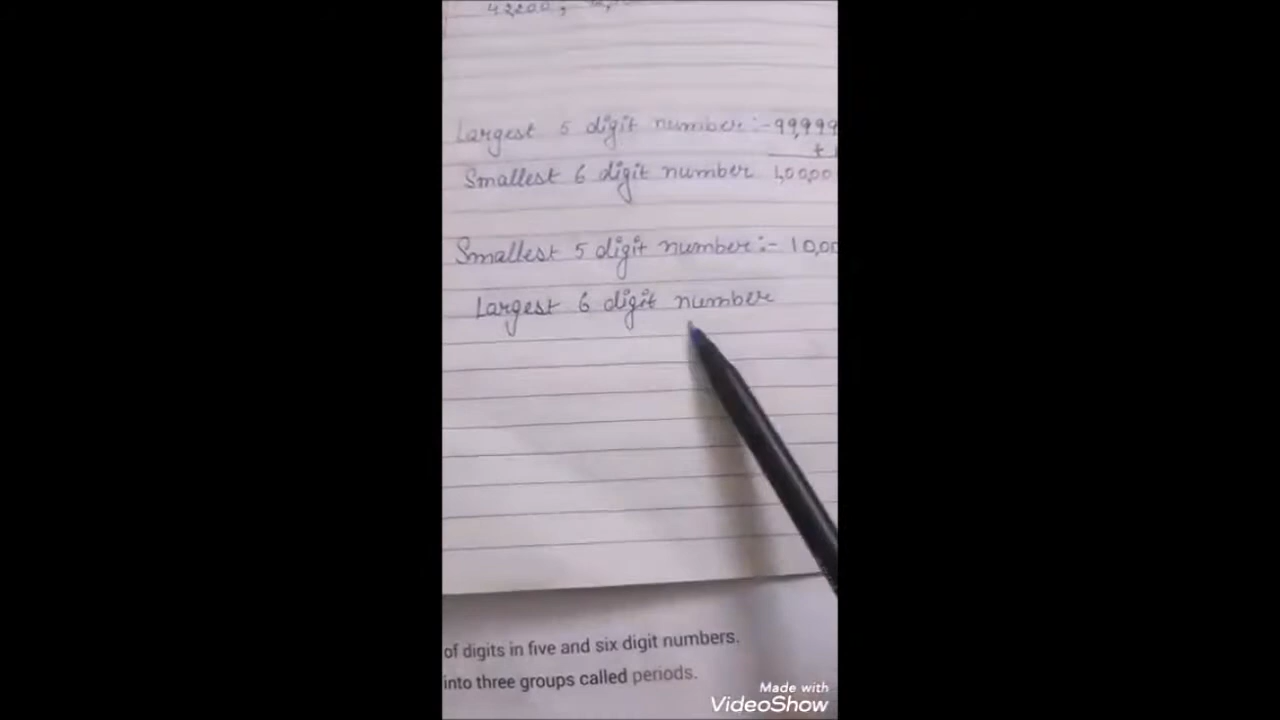 42,200,
Largest 5 digit number :- 99,999
+
Smallest 6 digit number 1,00,00
Smallest 5 digit number :- 10,00
Largest 6 digit number
of digits in five and six digit numbers.
into three groups called periods.
Made with
VideoShow